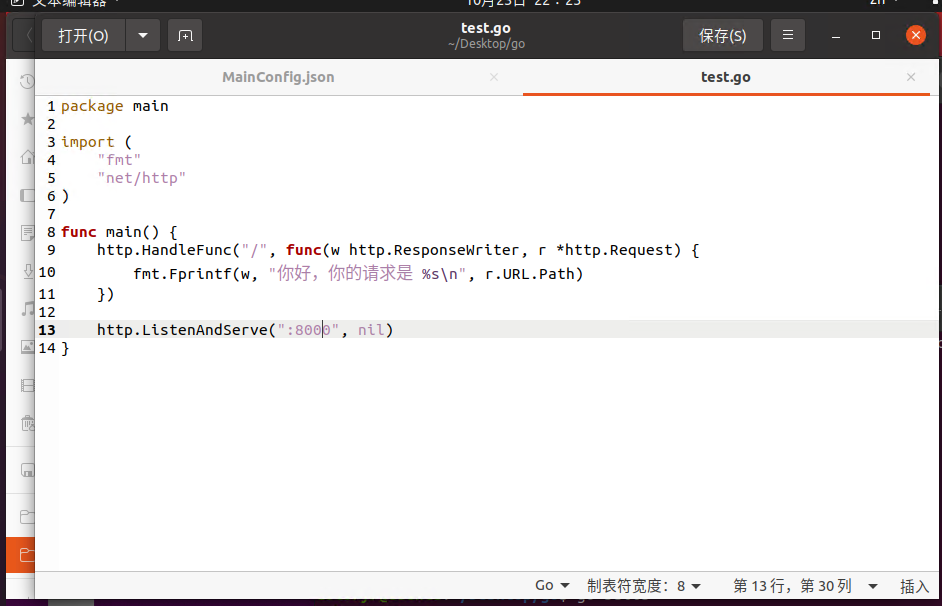 文本编辑器
10月23日 22：23
zh
打开(O)
test.go
~/Desktop/go
保存(S)
MainConfig.json
test.go
1 package main
2
3 import (
4     "fmt"
5     "net/http"
6 )
7
8 func main() {
9     http.HandleFunc("/", func(w http.ResponseWriter, r *http.Request) {
10         fmt.Fprintf(w, "你好，你的请求是 %s\n", r.URL.Path)
11     })
12
13     http.ListenAndServe(":8000", nil)
14 }
Go 制表符宽度：8 第 13 行，第 30 列 插入